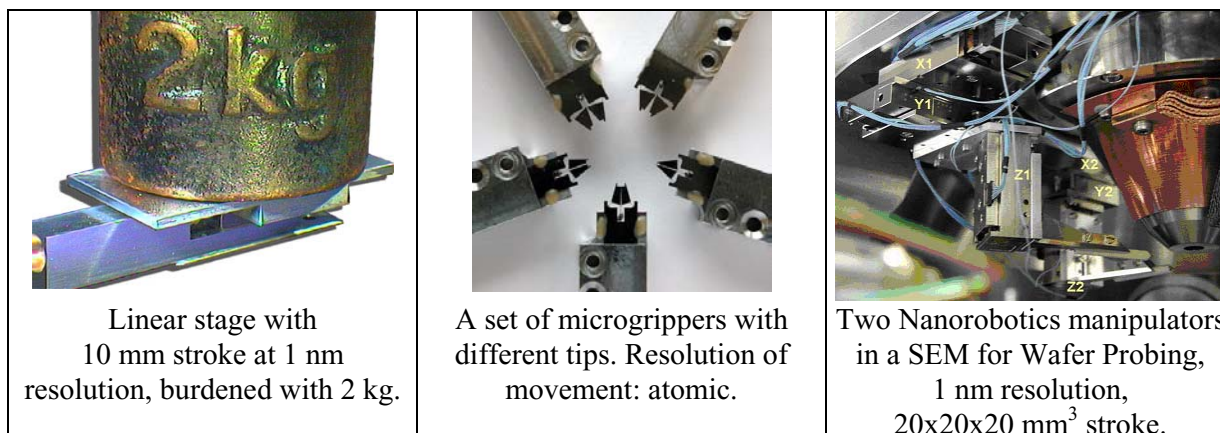 2kg
Linear stage with
10 mm stroke at 1 nm
resolution, burdened with 2 kg.
A set of microgrippers with
different tips. Resolution of
movement: atomic.
X1
Y1
X2
Y2
Z1
Z2
Two Nanorobotics manipulators
in a SEM for Wafer Probing,
1 nm resolution,
20x20x20 mm³ stroke.